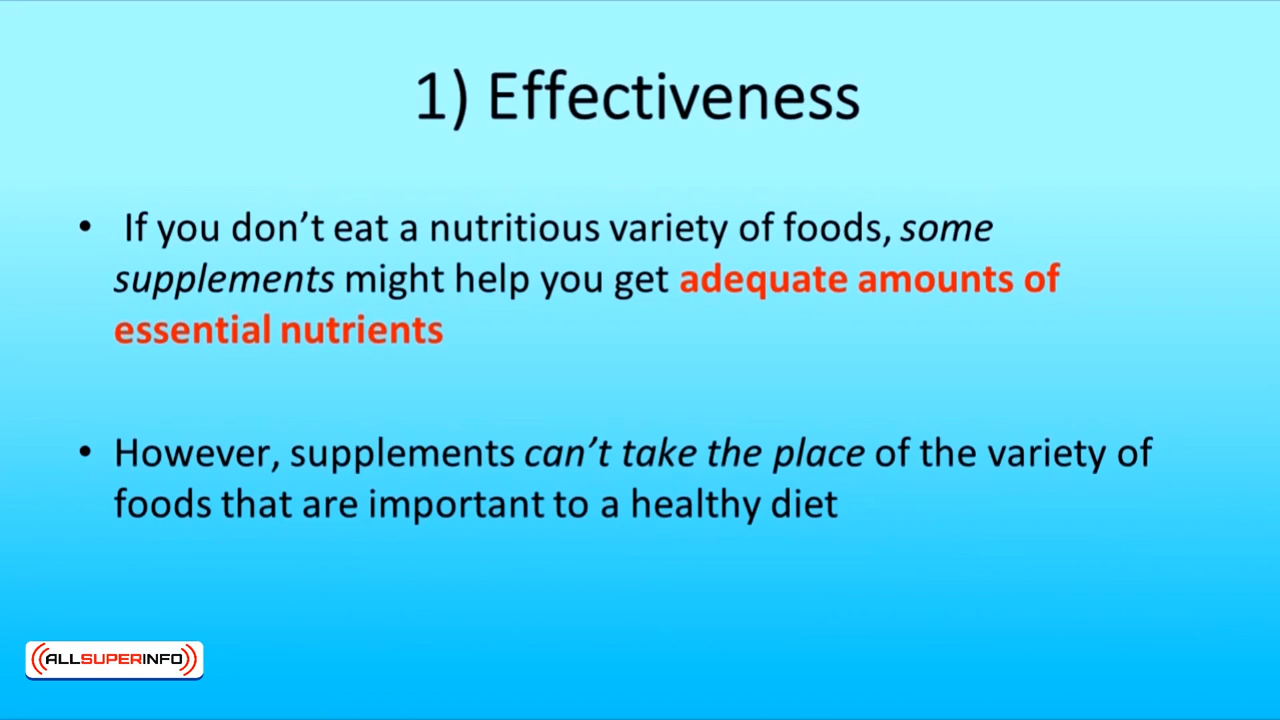 1) Effectiveness
• If you don’t eat a nutritious variety of foods, some
supplements might help you get adequate amounts of
essential nutrients
• However, supplements can’t take the place of the variety of
foods that are important to a healthy diet
((ALLSUPERINFO))